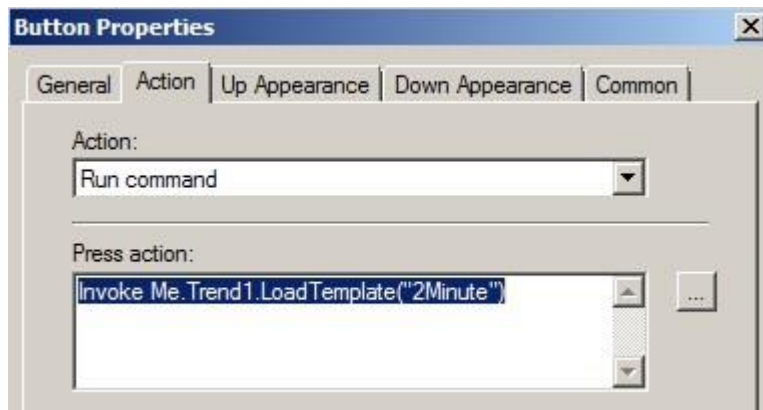 Button Properties
General Action Up Appearance Down Appearance Common
Action:
Run command
Press action:
Invoke Me.Trend1.LoadTemplate("2Minute")
...